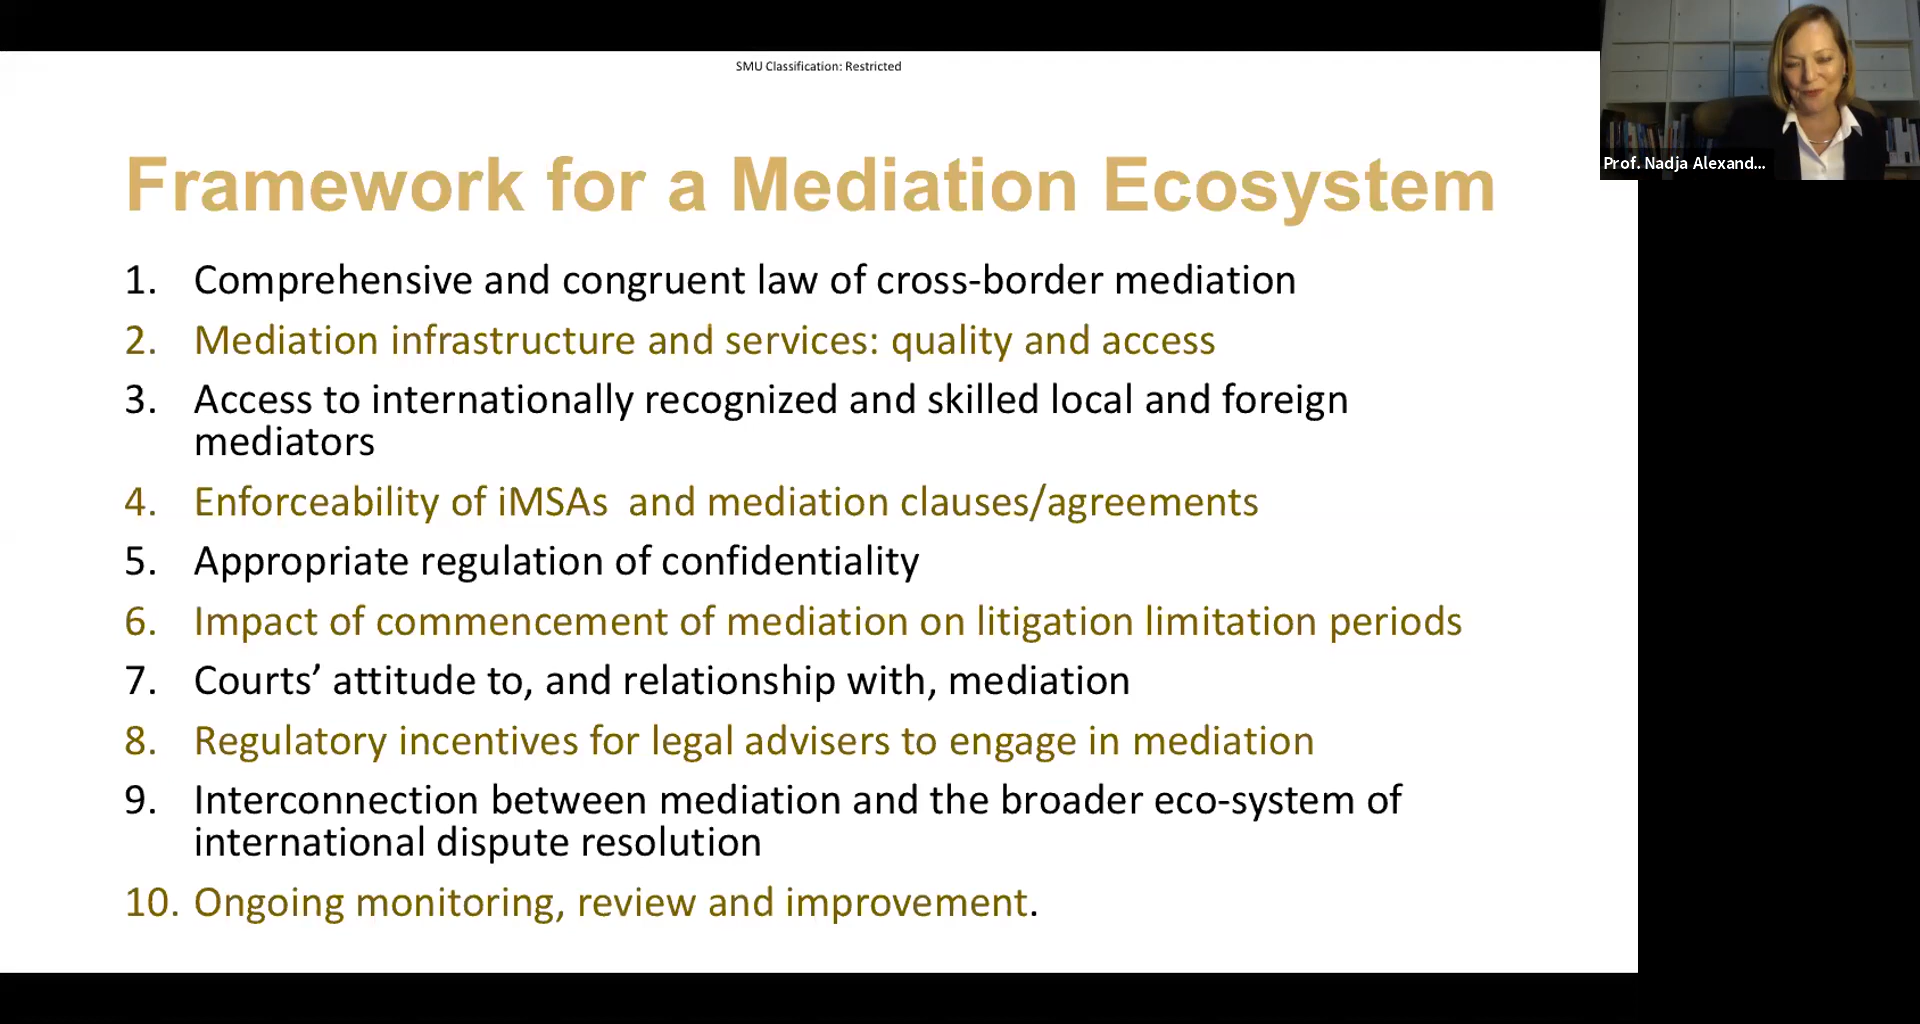 SMU Classification: Restricted
Prof. Nadja Alexand...
Framework for a Mediation Ecosystem
1. Comprehensive and congruent law of cross-border mediation
2. Mediation infrastructure and services: quality and access
3. Access to internationally recognized and skilled local and foreign
mediators
4. Enforceability of iMSAs and mediation clauses/agreements
5. Appropriate regulation of confidentiality
6. Impact of commencement of mediation on litigation limitation periods
7. Courts’ attitude to, and relationship with, mediation
8. Regulatory incentives for legal advisers to engage in mediation
9. Interconnection between mediation and the broader eco-system of
international dispute resolution
10. Ongoing monitoring, review and improvement.